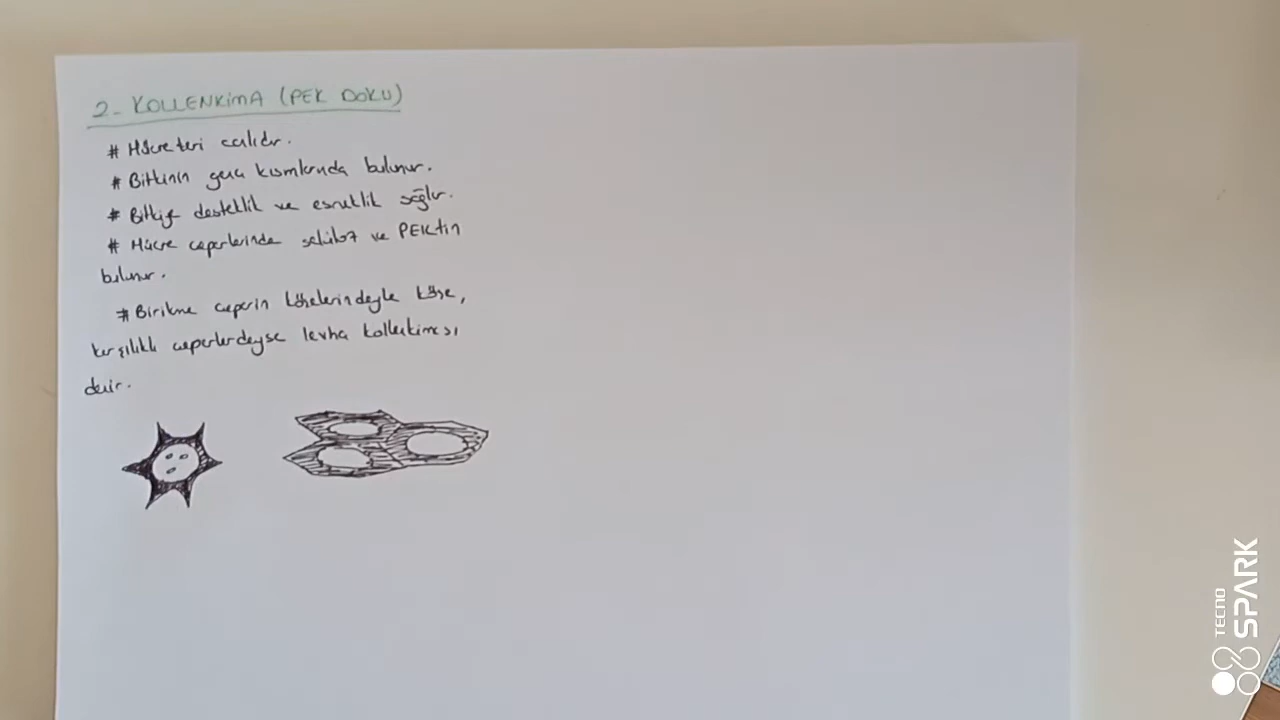 2- KOLLENKİMA (PEK DOKU)
# Hücreleri canlıdır.
# Bitkinin genç kısımlarında bulunur.
# Bitkiye desteklik ve esneklik sağlar.
# Hücre çeperlerinde selüloz ve PEKtin
bulunur.
# Birikme çeperin köşelerindeyse köşe,
karşılıklı çeperlerdeyse levha kollenkiması
denir.
TECNO
SPARK